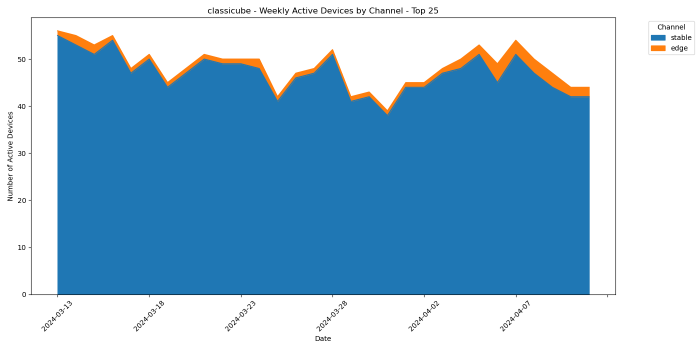 classicube - Weekly Active Devices by Channel - Top 25
Channel
stable
edge
Number of Active Devices
50
40
30
20
10
0
2024-03-13
2024-03-18
2024-03-23
2024-03-28
2024-04-02
2024-04-07
Date